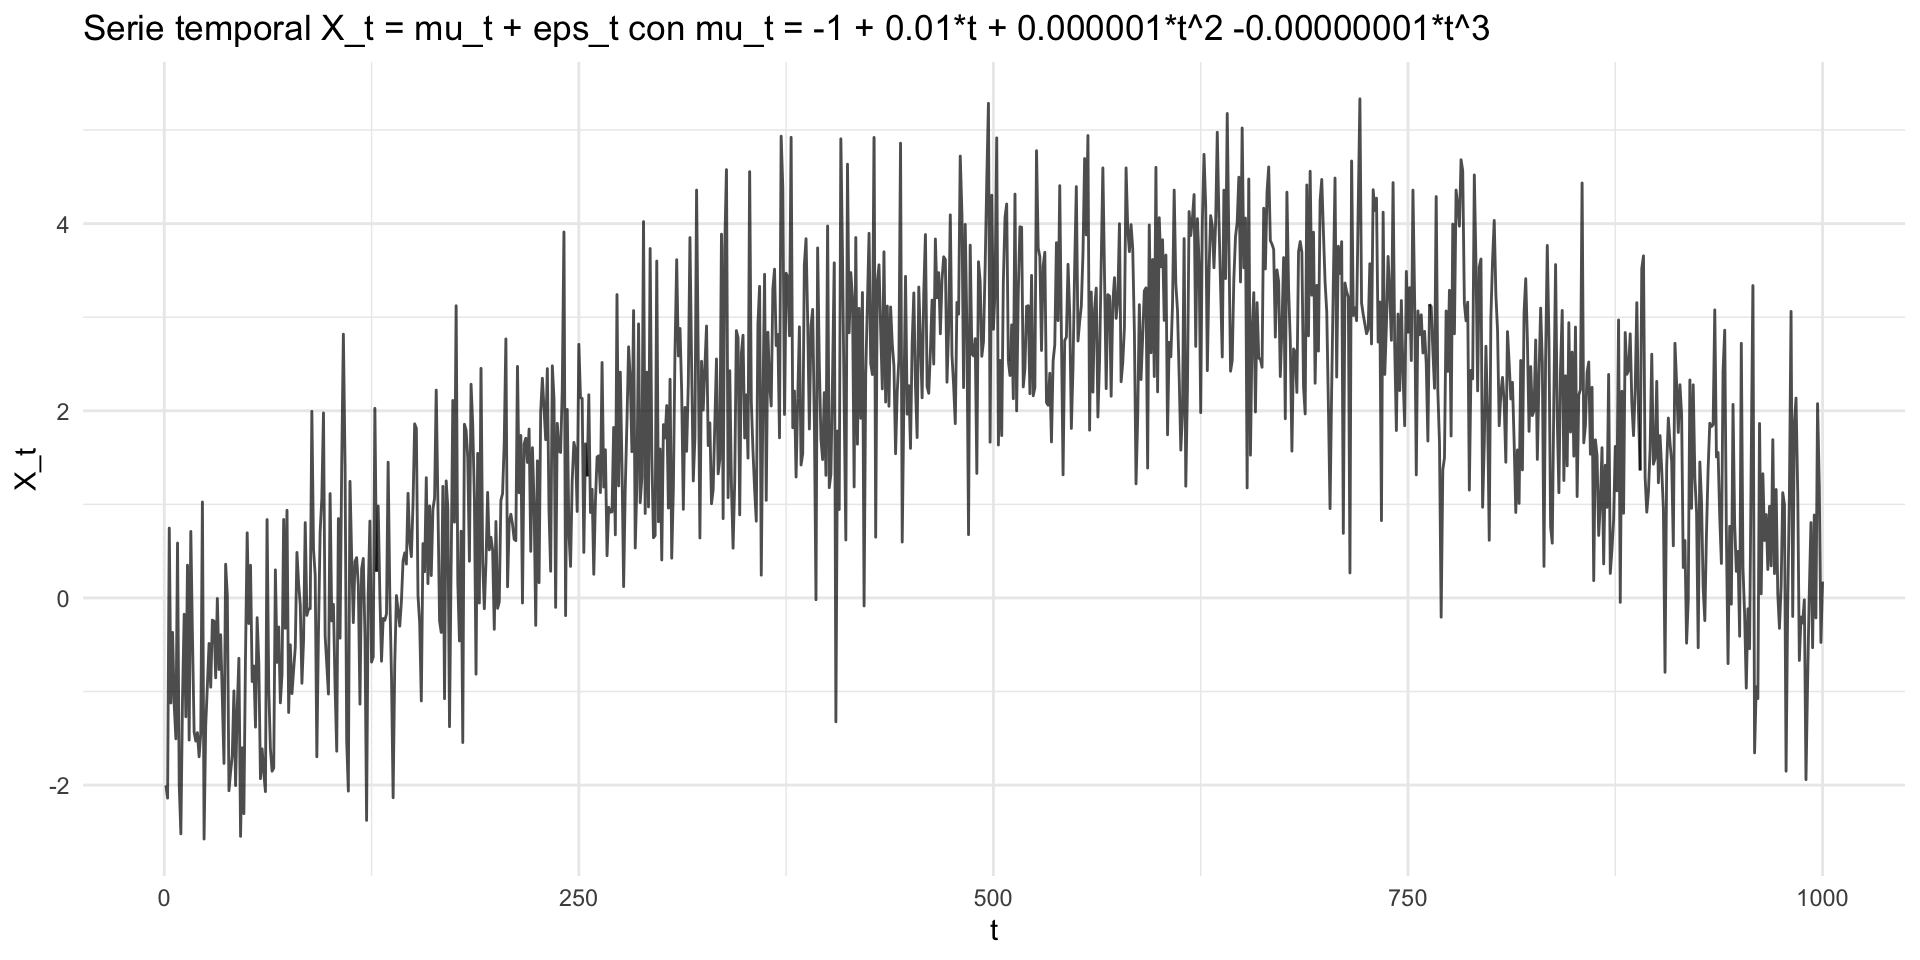 Serie temporal X_t = mu_t + eps_t con mu_t = -1 + 0.01*t + 0.000001*t^2 -0.00000001*t^3
X_t
4
2
0
-2
0 250 500 750 1000
t